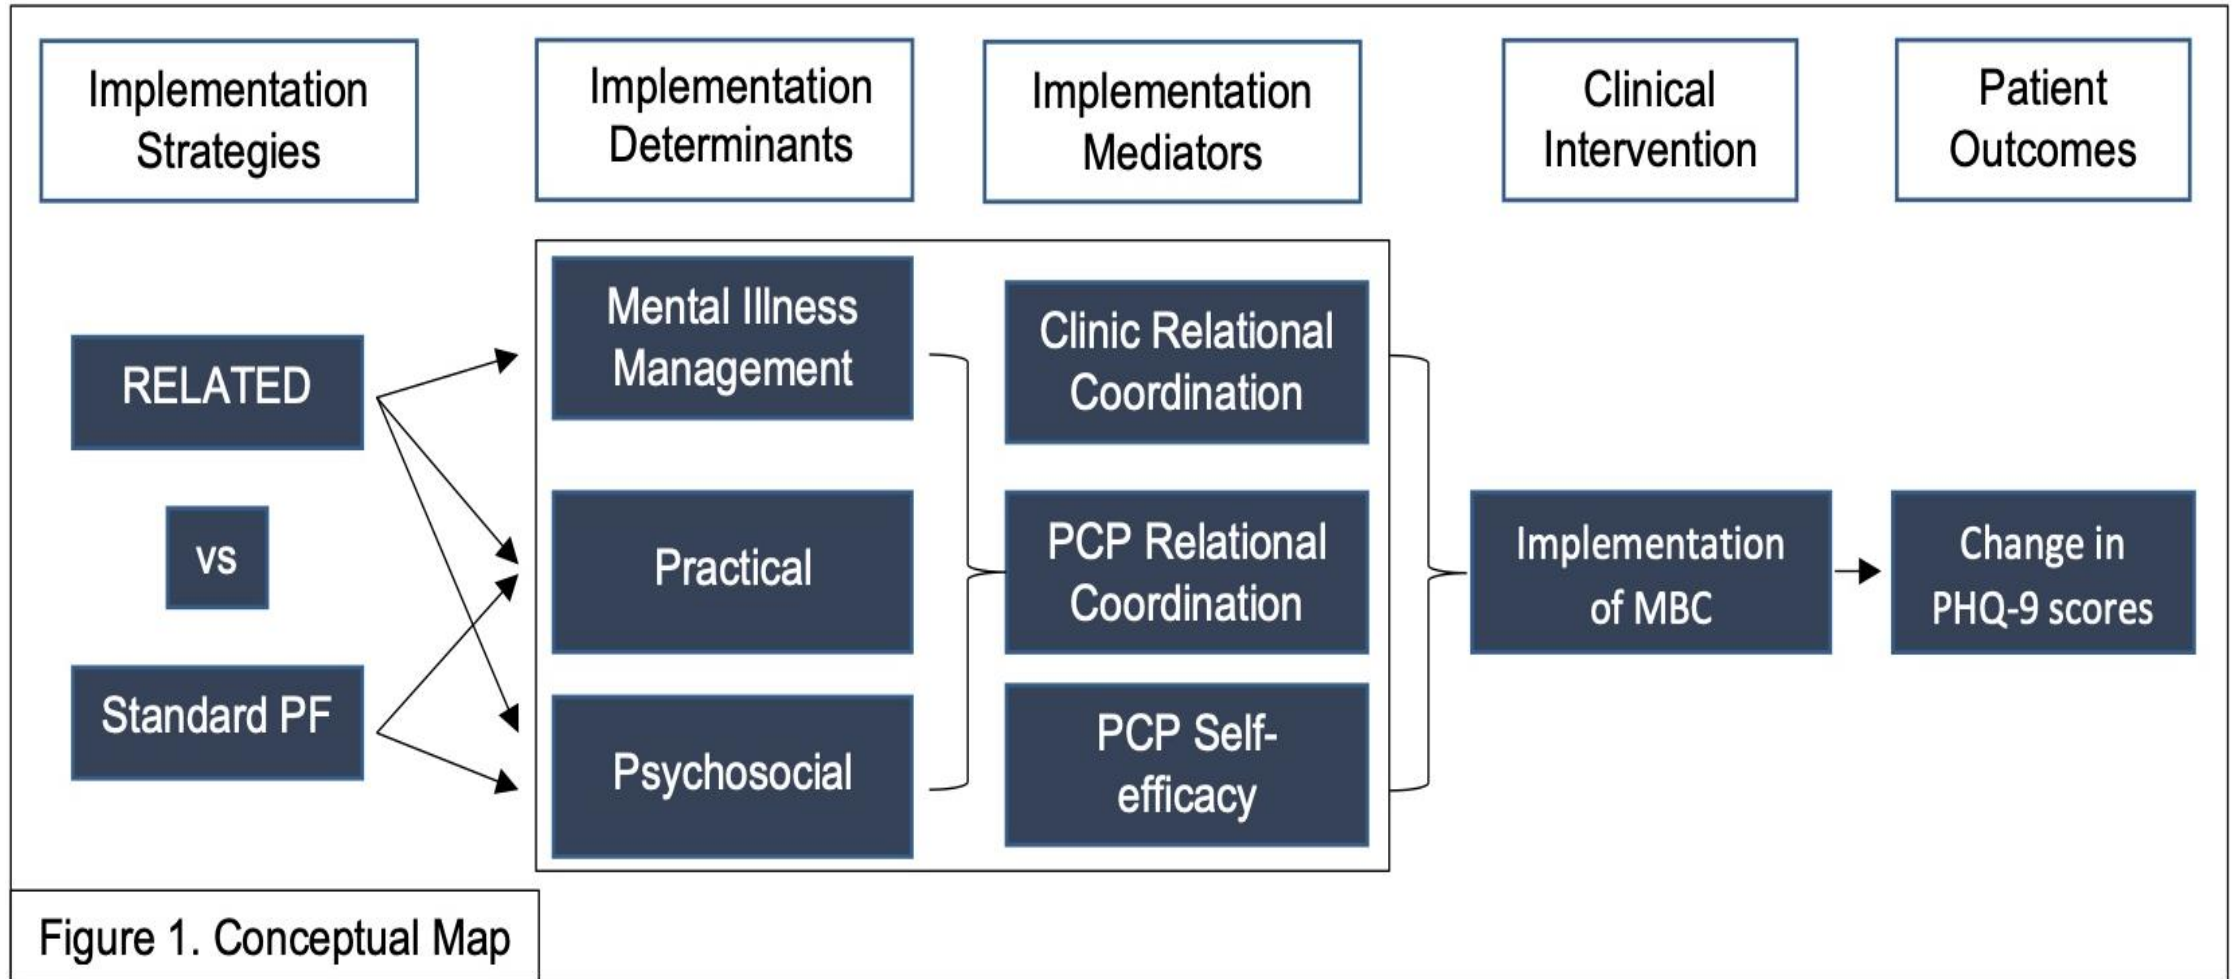 Implementation
Strategies
Implementation
Determinants
Implementation
Mediators
Clinical
Intervention
Patient
Outcomes
RELATED
vs
Standard PF
Mental Illness
Management
Practical
Psychosocial
Clinic Relational
Coordination
PCP Relational
Coordination
PCP Self-
efficacy
Implementation
of MBC
Change in
PHQ-9 scores
Figure 1. Conceptual Map